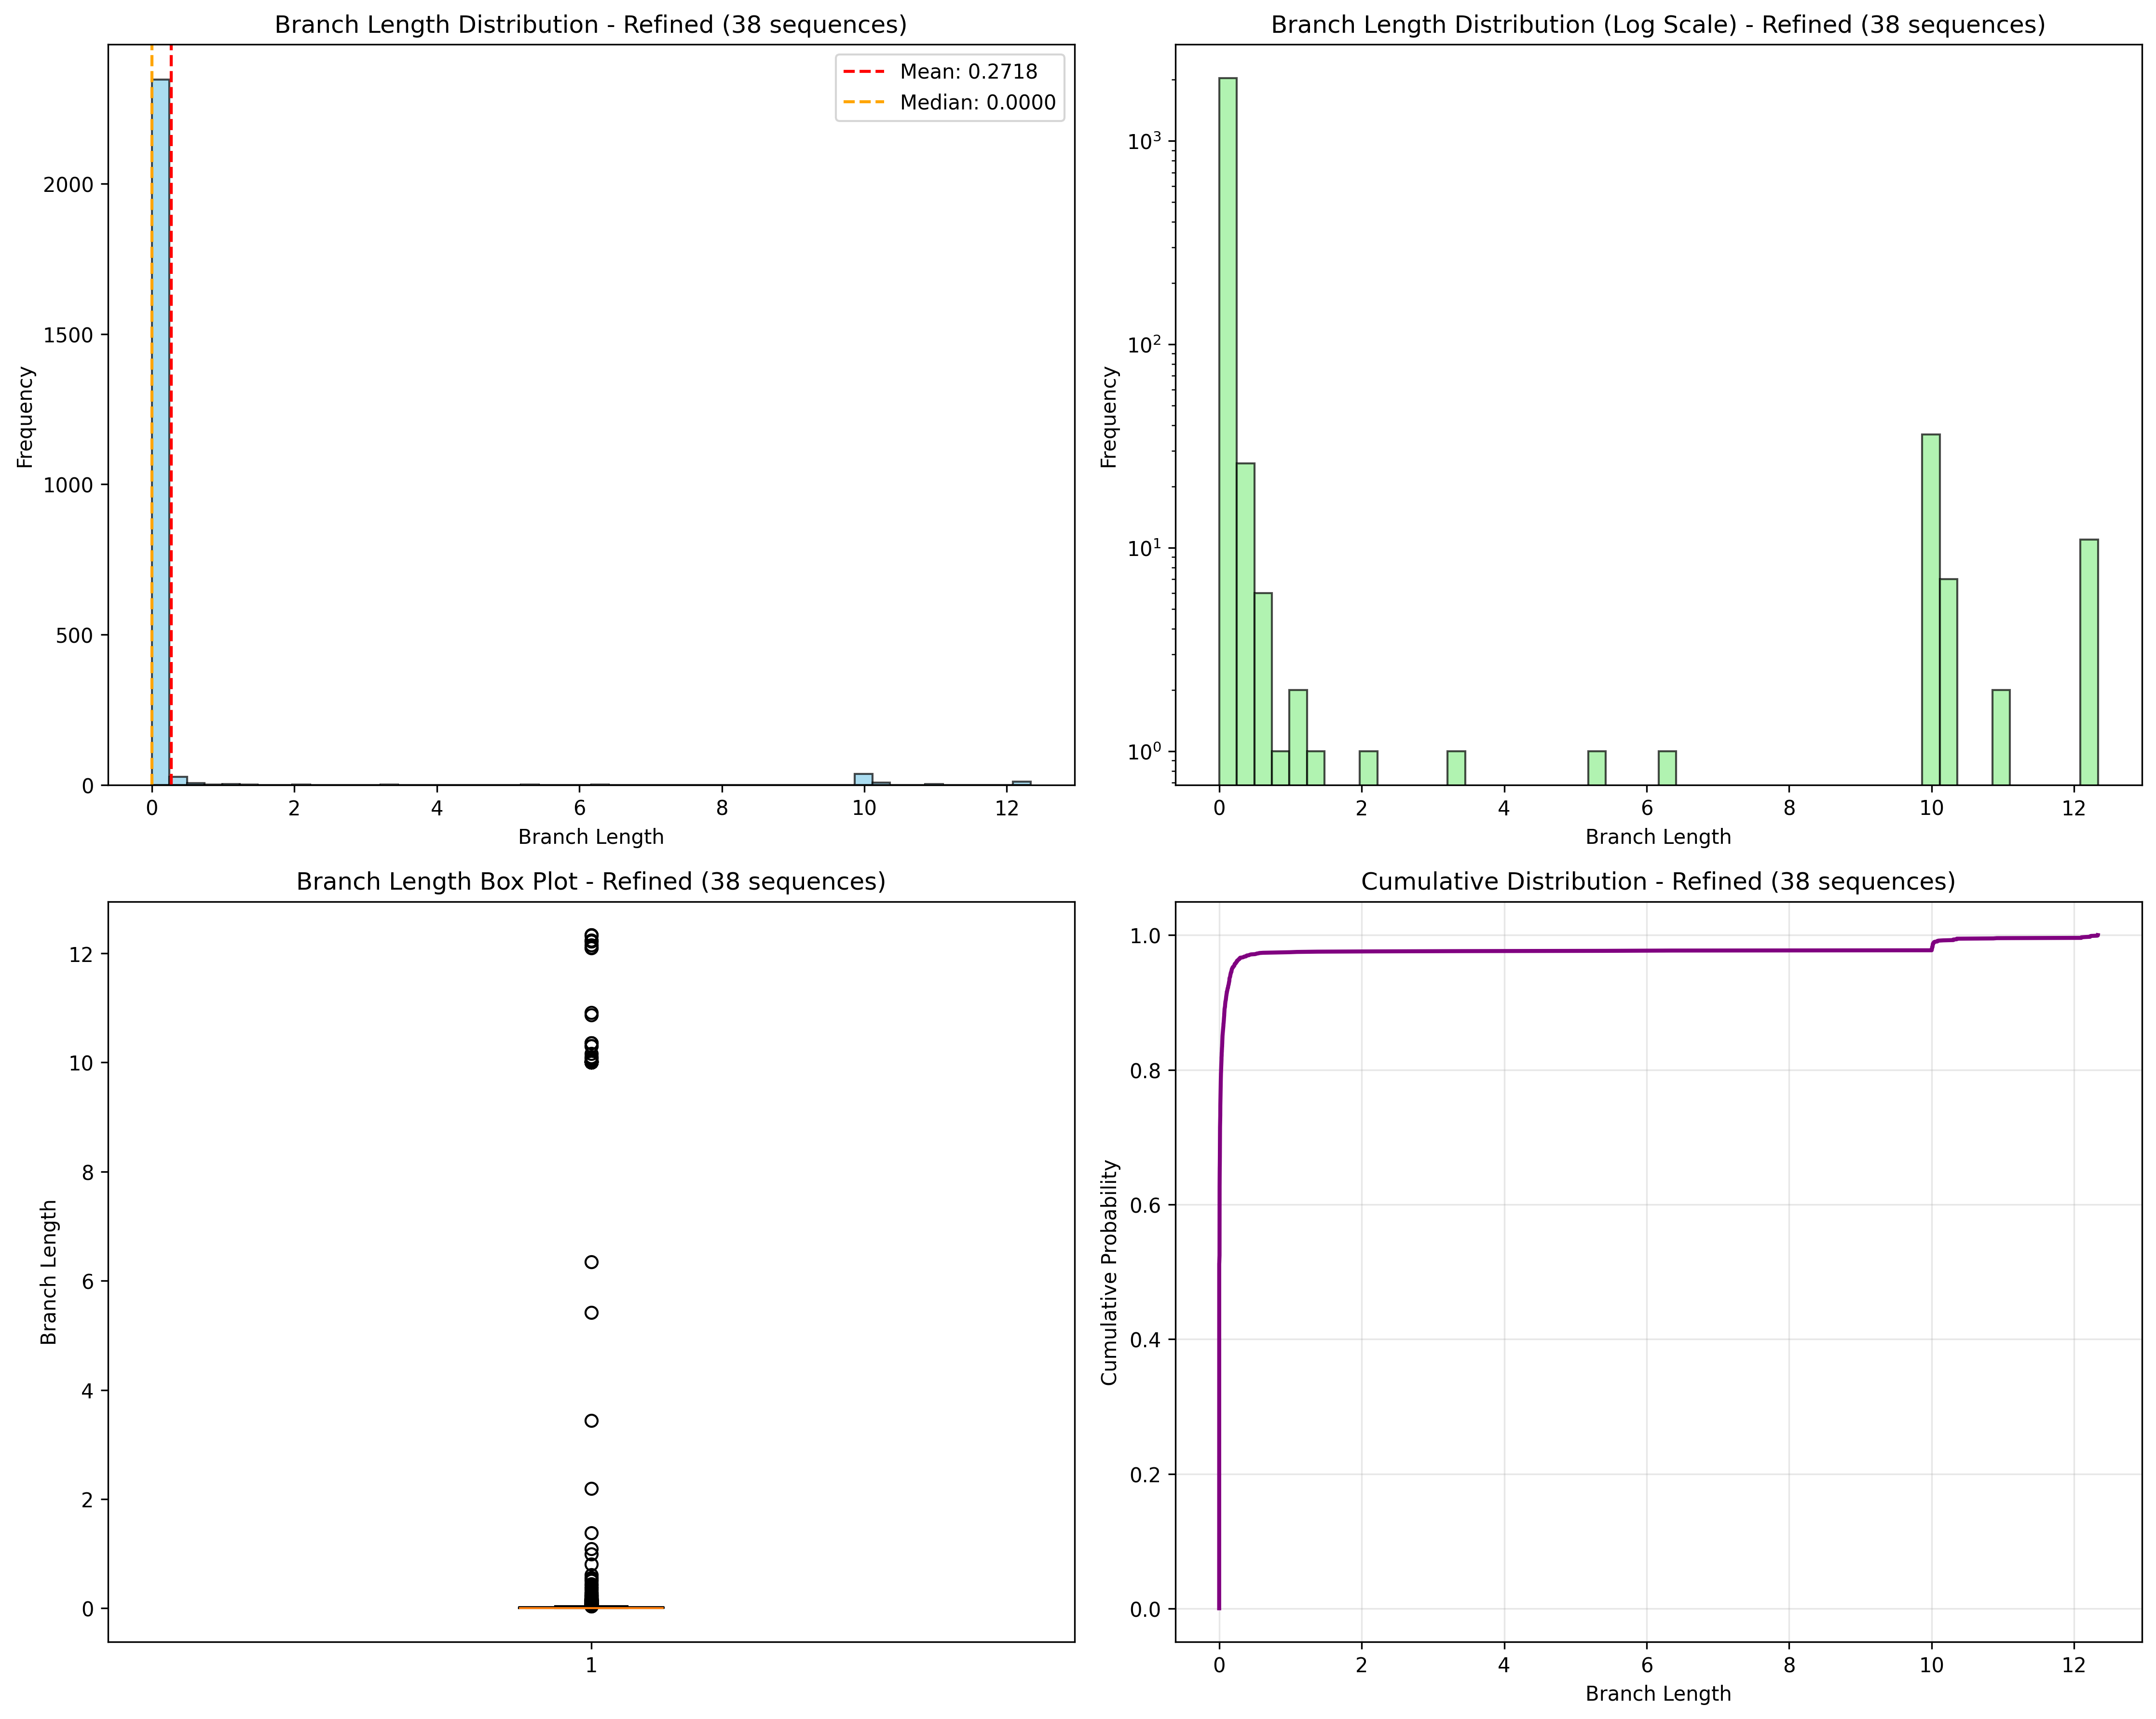 Branch Length Distribution - Refined (38 sequences)
Mean: 0.2718
Median: 0.0000
Frequency
2000
1500
1000
500
0
0 2 4 6 8 10 12
Branch Length
Branch Length Distribution (Log Scale) - Refined (38 sequences)
Frequency
10³
10²
10¹
10⁰
0 2 4 6 8 10 12
Branch Length
Branch Length Box Plot - Refined (38 sequences)
Branch Length
12
10
8
6
4
2
0
1
Cumulative Distribution - Refined (38 sequences)
Cumulative Probability
1.0
0.8
0.6
0.4
0.2
0.0
0 2 4 6 8 10 12
Branch Length